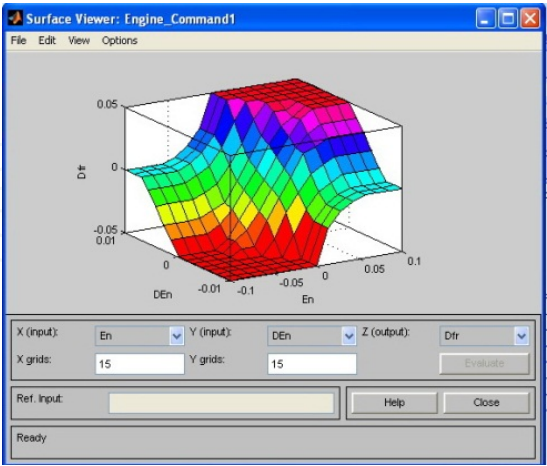 Surface Viewer: Engine_Command1
File Edit View Options
0.05
0
-0.05
Dfr
0.01
0
-0.01
DEn
-0.1
-0.05
0
0.05
0.1
En
X (input): En Y (input): DEn Z (output): Dfr
X grids: 15 Y grids: 15 Evaluate
Ref. Input: Help Close
Ready